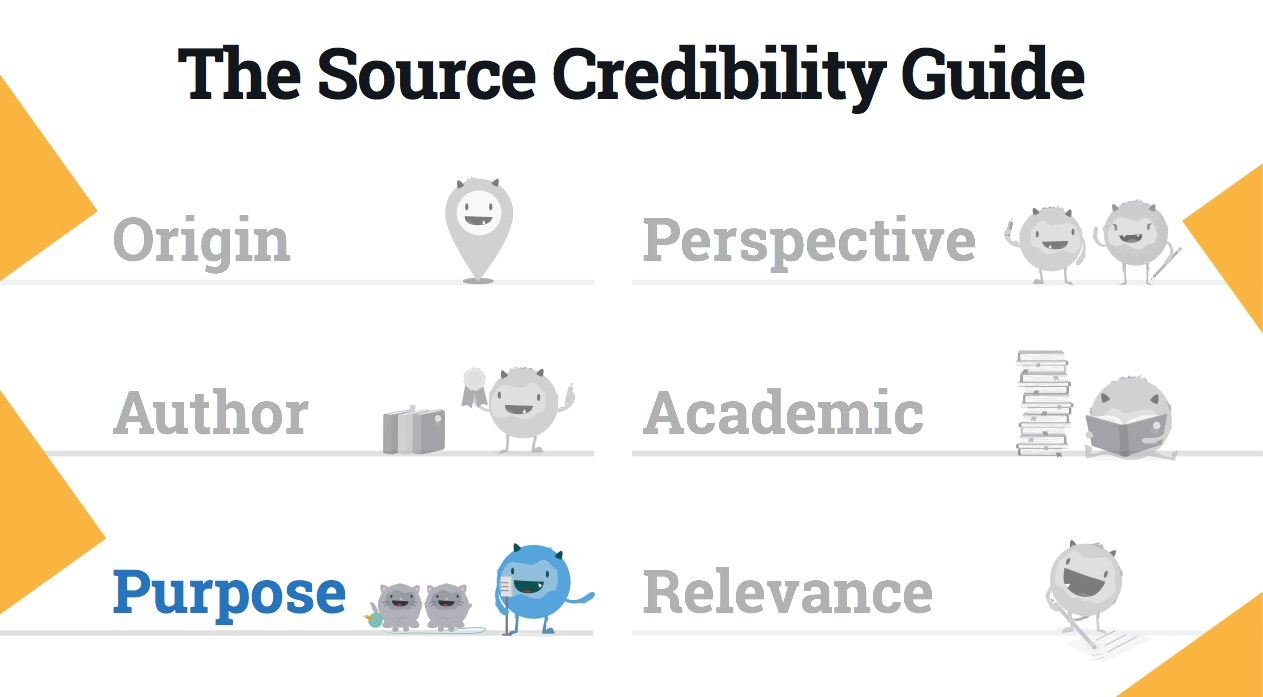 The Source Credibility Guide
Origin
Perspective
Author
Academic
Purpose
Relevance